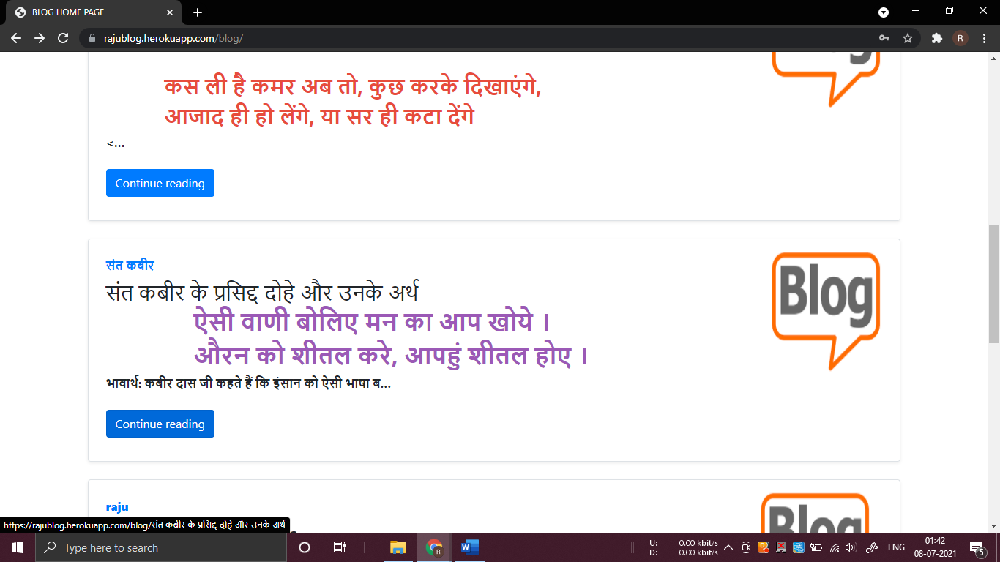 BLOG HOME PAGE
rajublog.herokuapp.com/blog/
R
कस ली है कमर अब तो, कुछ करके दिखाएंगे,
आजाद ही हो लेंगे, या सर ही कटा देंगे
<...
Continue reading
संत कबीर
Blog
संत कबीर के प्रसिद्द दोहे और उनके अर्थ
ऐसी वाणी बोलिए मन का आप खोये ।
औरन को शीतल करे, आपहुं शीतल होए ।
भावार्थ: कबीर दास जी कहते हैं कि इंसान को ऐसी भाषा ब...
Continue reading
raju
Blog
https://rajublog.herokuapp.com/blog/संत कबीर के प्रसिद्द दोहे और उनके अर्थ
Type here to search
U: 0.00 kbit/s
D: 0.00 kbit/s
ENG
01:42
08-07-2021
5